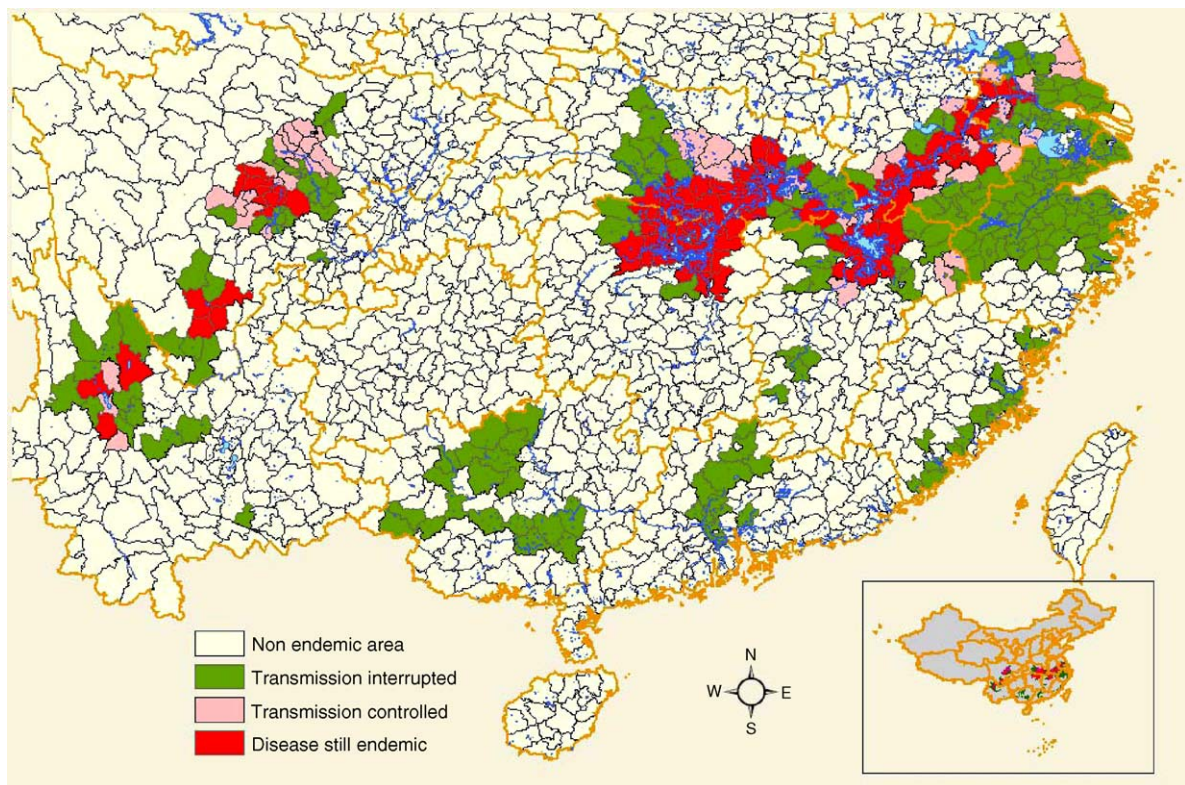 Non endemic area
Transmission interrupted
Transmission controlled
Disease still endemic
N
W E
S